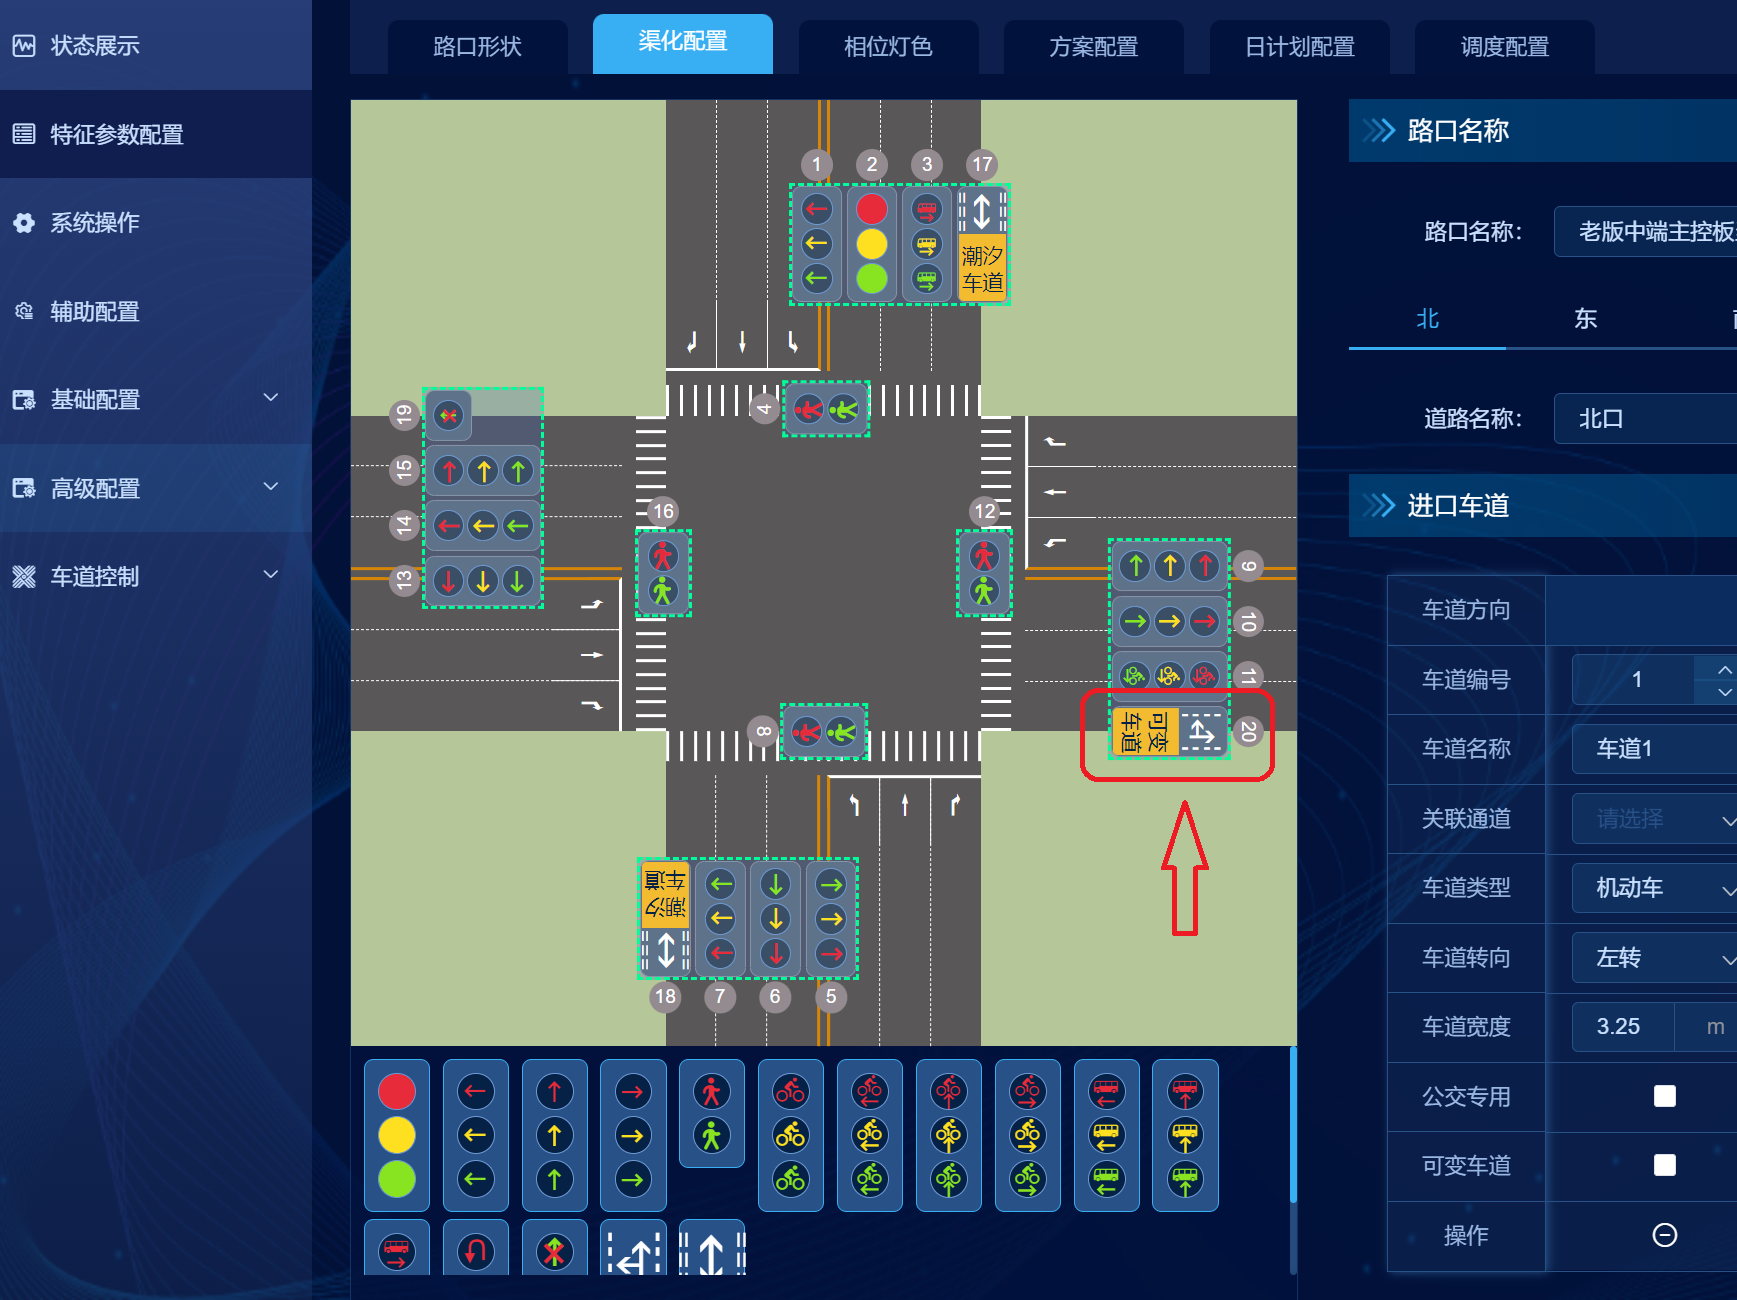 状态展示
特征参数配置
系统操作
辅助配置
基础配置
高级配置
车道控制
路口形状
渠化配置
相位灯色
方案配置
日计划配置
调度配置
1
2
3
17
潮汐
车道
4
19
15
14
13
16
12
9
10
11
20
可变
车道
8
潮汐
车道
18
7
6
5
路口名称
路口名称:
老版中端主控板
北
东
道路名称:
北口
进口车道
车道方向
车道编号
1
车道名称
车道1
关联通道
请选择
车道类型
机动车
车道转向
左转
车道宽度
3.25
m
公交专用
可变车道
操作